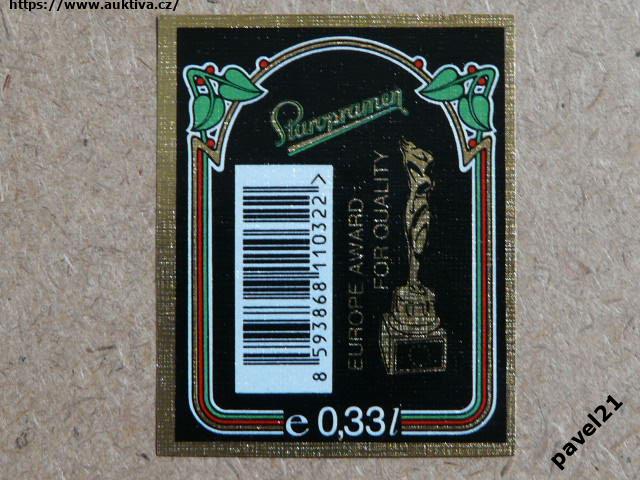 https://www.auktiva.cz/
Staropramen
8 593868 110322 >
EUROPE AWARD
FOR QUALITY
e 0,33 l
pavel21